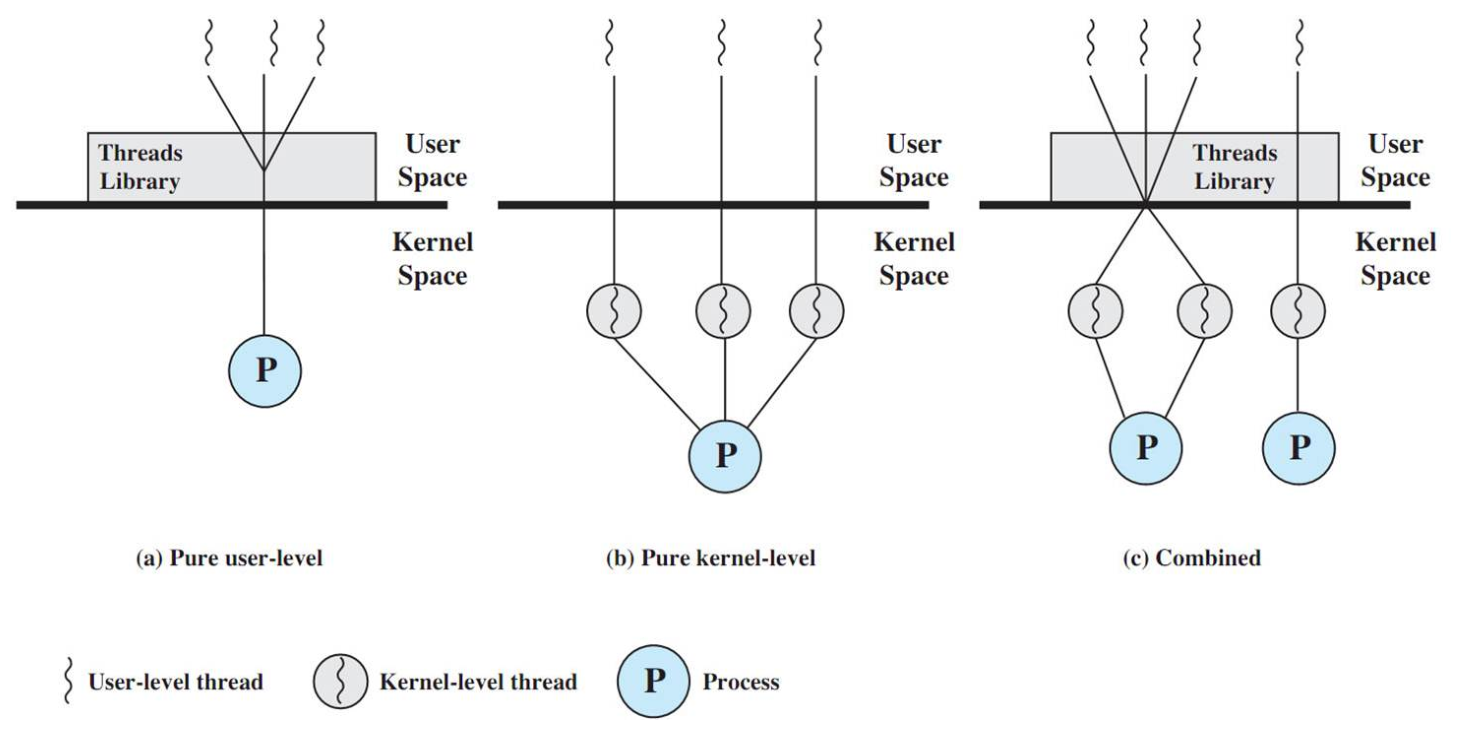 Threads
Library
User
Space
Kernel
Space
P
(a) Pure user-level
User
Space
Kernel
Space
P
(b) Pure kernel-level
Threads
Library
User
Space
Kernel
Space
P
P
(c) Combined
User-level thread
Kernel-level thread
P
Process